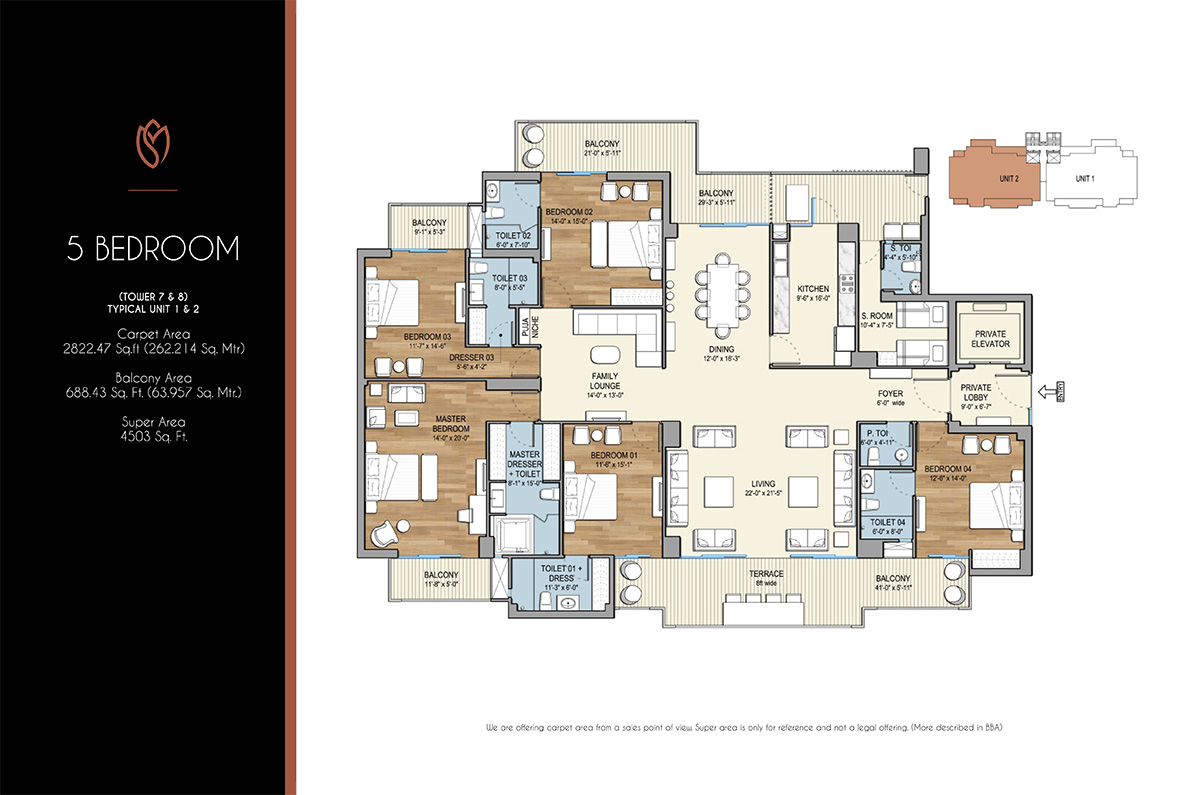 5 BEDROOM
(TOWER 7 & 8)
TYPICAL UNIT 1 & 2
Carpet Area
2822.47 Sq.ft (262.214 Sq. Mtr)
Balcony Area
688.43 Sq. Ft. (63.957 Sq. Mtr.)
Super Area
4503 Sq. Ft.
BALCONY
21'-0" x 5'-11"
BALCONY
29'-3" x 5'-11"
BALCONY
9'-1" x 5'-3"
BEDROOM 02
14'-0" x 15'-0"
TOILET 02
6'-0" x 7'-10"
TOILET 03
8'-0" x 5'-5"
S. TOI
4'-4" x 5'-10"
KITCHEN
9'-6" x 16'-0"
S. ROOM
10'-4" x 7'-5"
PUJA
NICHE
BEDROOM 03
11'-7" x 14'-6"
DRESSER 03
5'-6" x 4'-2"
DINING
12'-0" x 16'-3"
PRIVATE
ELEVATOR
FAMILY
LOUNGE
14'-0" x 13'-0"
FOYER
6'-0" wide
PRIVATE
LOBBY
9'-0" x 6'-7"
ENTRY
MASTER
BEDROOM
14'-0" x 20'-0"
MASTER
DRESSER
+ TOILET
8'-1" x 15'-0"
BEDROOM 01
11'-6" x 15'-1"
P. TOI
6'-0" x 4'-11"
BEDROOM 04
12'-6" x 14'-0"
LIVING
22'-0" x 21'-5"
TOILET 04
6'-0" x 8'-0"
BALCONY
11'-8" x 5'-0"
TOILET 01 +
DRESS
11'-3" x 6'-0"
TERRACE
8ft wide
BALCONY
41'-0" x 5'-11"
UNIT 2
UNIT 1
We are offering carpet area from a sales point of view Super area is only for reference and not a legal offering. (More described in BBA)